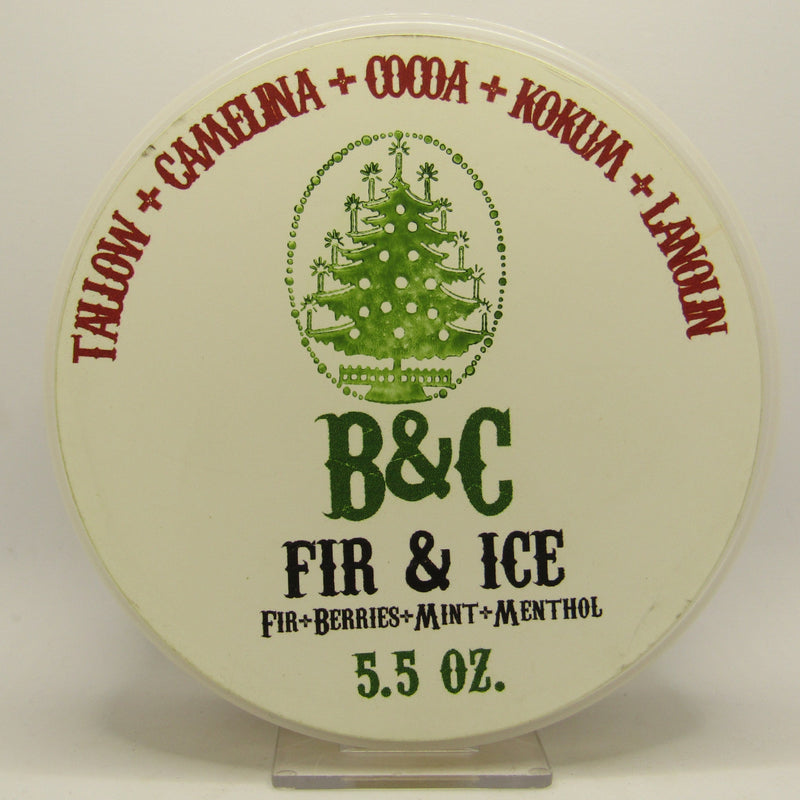 TALLOW + CAMELINA + COCOA + KOKUM + LANOLIN
B&C
FIR & ICE
FIR+BERRIES+MINT+MENTHOL
5.5 OZ.